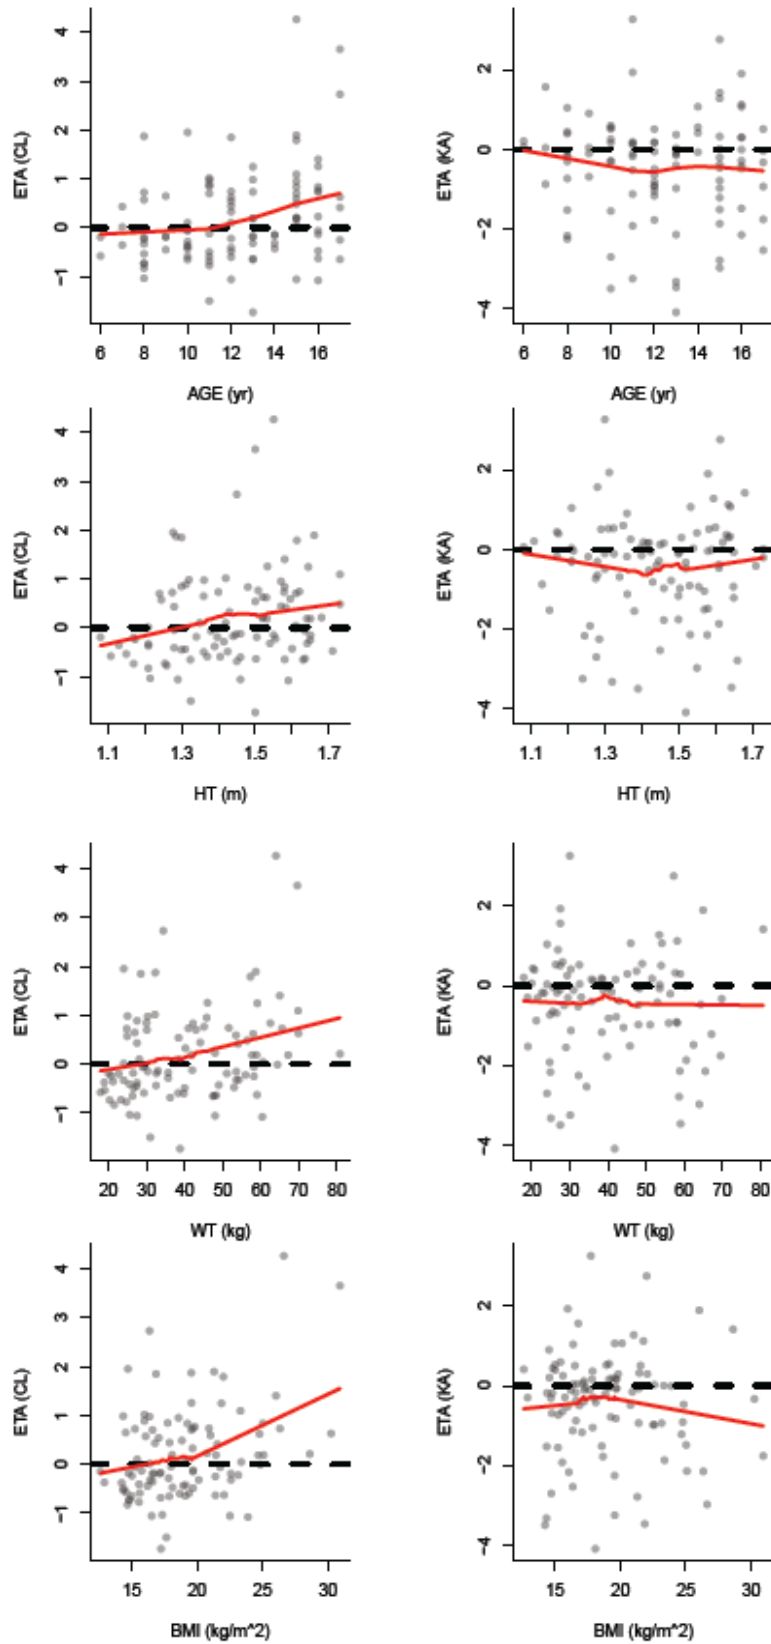 ETA (CL)
4
3
2
1
0
−1
6 8 10 12 14 16
AGE (yr)
ETA (KA)
2
0
−2
−4
6 8 10 12 14 16
AGE (yr)
ETA (CL)
4
3
2
1
0
−1
1.1 1.3 1.5 1.7
HT (m)
ETA (KA)
2
0
−2
−4
1.1 1.3 1.5 1.7
HT (m)
ETA (CL)
4
3
2
1
0
−1
20 30 40 50 60 70 80
WT (kg)
ETA (KA)
2
0
−2
−4
20 30 40 50 60 70 80
WT (kg)
ETA (CL)
4
3
2
1
0
−1
15 20 25 30
BMI (kg/m^2)
ETA (KA)
2
0
−2
−4
15 20 25 30
BMI (kg/m^2)